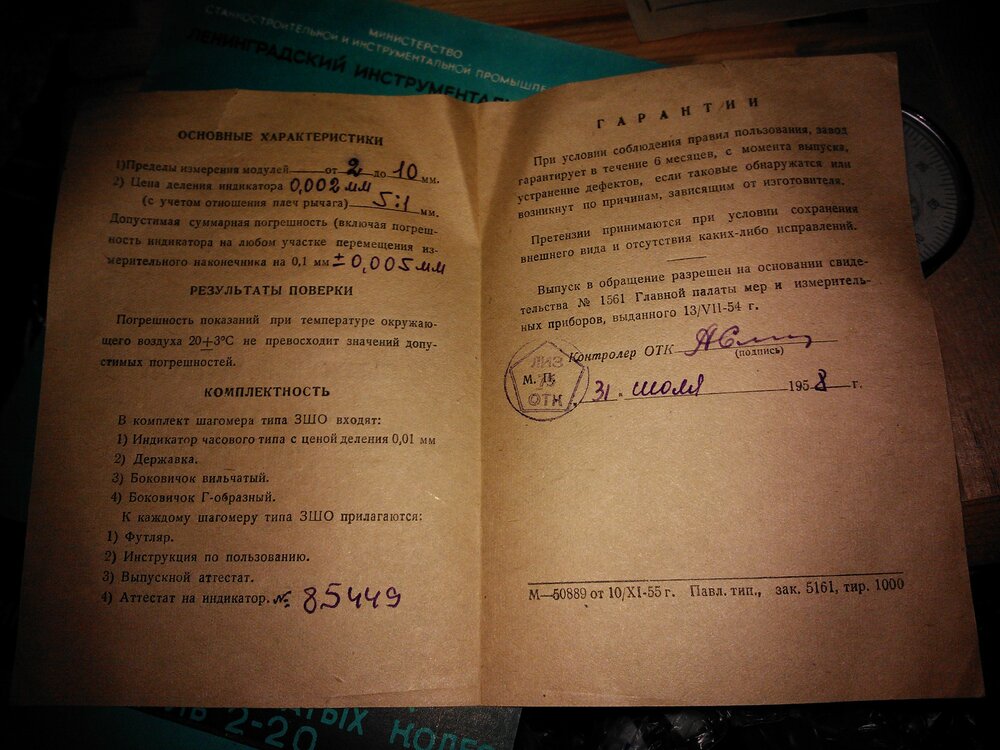 МИНИСТЕРСТВО
СТАНКОСТРОИТЕЛЬНОЙ И ИНСТРУМЕНТАЛЬНОЙ ПРОМЫШЛЕ
ЛЕНИНГРАДСКИЙ ИНСТРУМЕНТАЛЬ
ОСНОВНЫЕ ХАРАКТЕРИСТИКИ
1) Пределы измерения модулей от 2 до 10 мм.
2) Цена деления индикатора 0,002 мм
(с учетом отношения плеч рычага) 5:1 мм.
Допустимая суммарная погрешность (включая погреш-
ность индикатора на любом участке перемещения из-
мерительного наконечника на 0,1 мм ± 0,005 мм
РЕЗУЛЬТАТЫ ПОВЕРКИ
Погрешность показаний при температуре окружаю-
щего воздуха 20±3°С не превосходит значений допу-
стимых погрешностей.
КОМПЛЕКТНОСТЬ
В комплект шагомера типа ЗШО входят:
1) Индикатор часового типа с ценой деления 0,01 мм
2) Державка.
3) Боковичок вильчатый.
4) Боковичок Г-образный.
К каждому шагомеру типа ЗШО прилагаются:
1) Футляр.
2) Инструкция по пользованию.
3) Выпускной аттестат.
4) Аттестат на индикатор. № 85449
ГАРАНТИИ
При условии соблюдения правил пользования, завод
гарантирует в течение 6 месяцев, с момента выпуска,
устранение дефектов, если таковые обнаружатся или
возникнут по причинам, зависящим от изготовителя.
Претензии принимаются при условии сохранения
внешнего вида и отсутствия каких-либо исправлений.
Выпуск в обращение разрешен на основании свиде-
тельства № 1561 Главной палаты мер и измеритель-
ных приборов, выданного 13/VII-54 г.
Контролер ОТК
(подпись)
ЛИЗ
М. П.
ОТК
" 31 " июля 1958 г.
М—50889 от 10/XI-55 г. Павл. тип., зак. 5161, тир. 1000
2-20